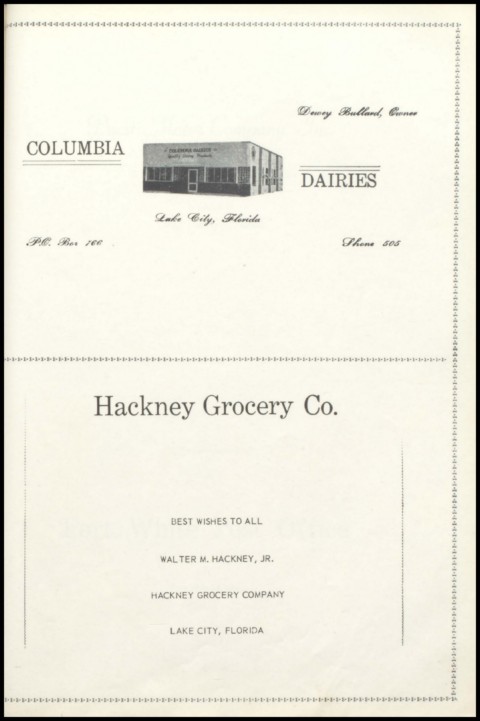 Dewey Bullard, Owner
COLUMBIA
DAIRIES
Lake City, Florida
P.O. Box 166
Phone 505
Hackney Grocery Co.
BEST WISHES TO ALL
WALTER M. HACKNEY, JR.
HACKNEY GROCERY COMPANY
LAKE CITY, FLORIDA